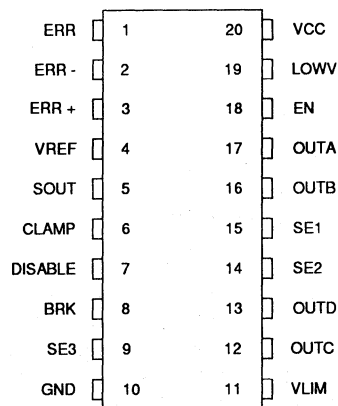 ERR 1 20 VCC
ERR - 2 19 LOWV
ERR + 3 18 EN
VREF 4 17 OUTA
SOUT 5 16 OUTB
CLAMP 6 15 SE1
DISABLE 7 14 SE2
BRK 8 13 OUTD
SE3 9 12 OUTC
GND 10 11 VLIM